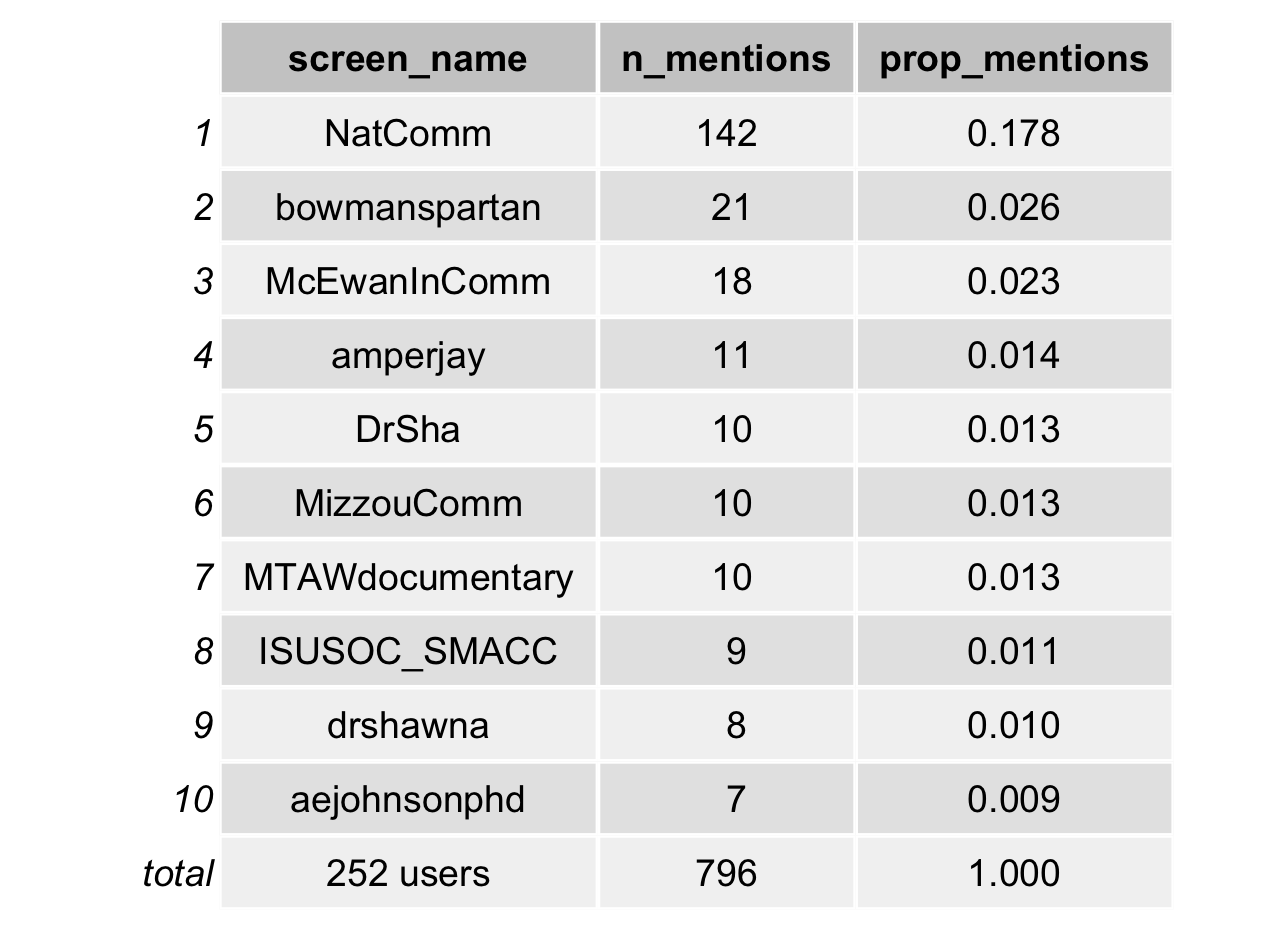 screen_name n_mentions prop_mentions
1 NatComm 142 0.178
2 bowmanspartan 21 0.026
3 McEwanInComm 18 0.023
4 amperjay 11 0.014
5 DrSha 10 0.013
6 MizzouComm 10 0.013
7 MTAWdocumentary 10 0.013
8 ISUSOC_SMACC 9 0.011
9 drshawna 8 0.010
10 aejohnsonphd 7 0.009
total 252 users 796 1.000